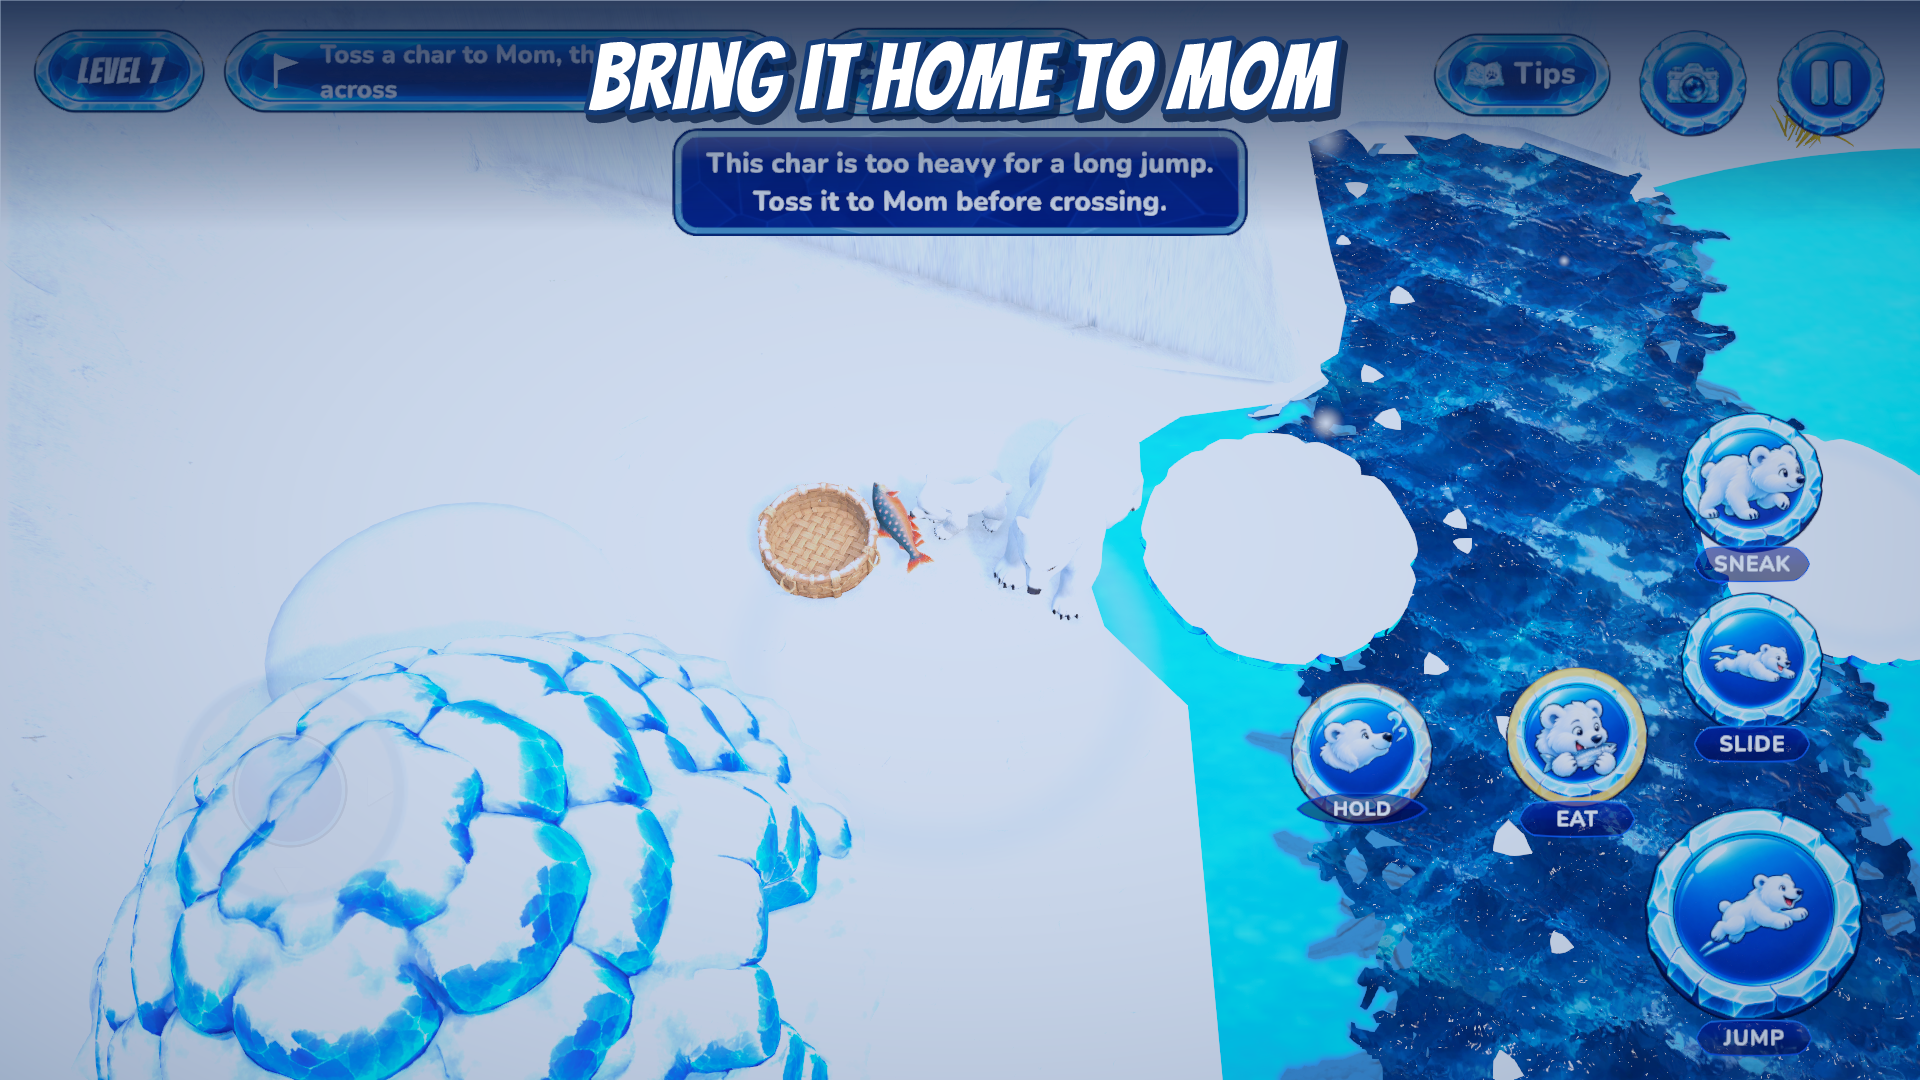 LEVEL 7
Toss a char to Mom, th
across
BRING IT HOME TO MOM
Tips
This char is too heavy for a long jump.
Toss it to Mom before crossing.
SNEAK
SLIDE
HOLD
EAT
JUMP